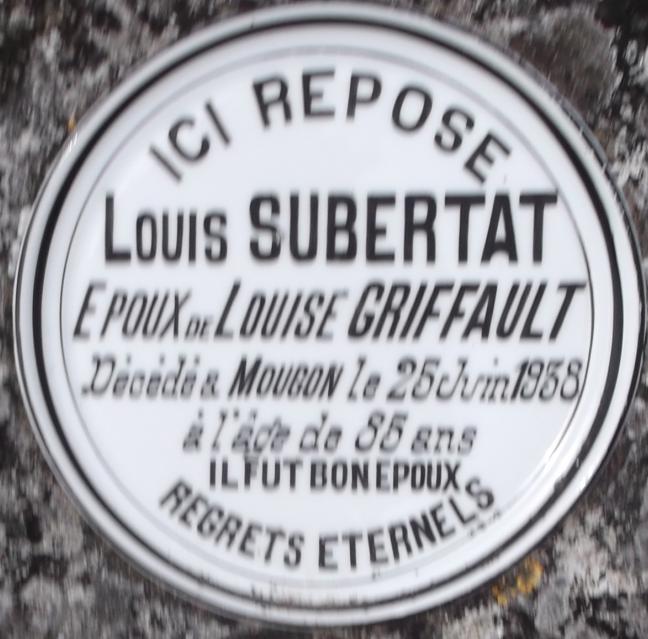 ICI REPOSE
LOUIS SUBERTAT
EPOUX DE LOUISE GRIFFAULT
Décédé à MOUGON le 25 Juin 1938
à l'âge de 85 ans
IL FUT BON EPOUX
REGRETS ETERNELS